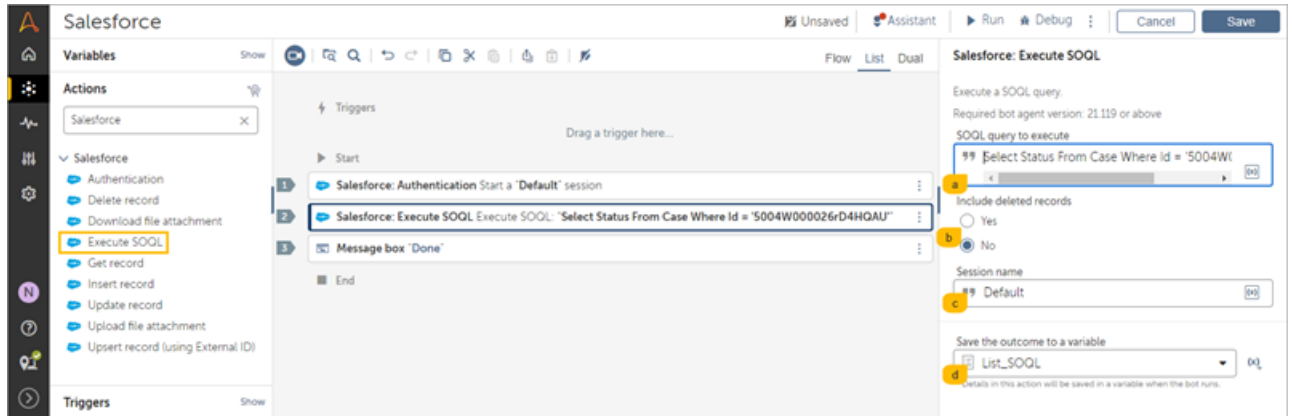 Salesforce
Unsaved
Assistant
Run
Debug
Cancel
Save
Variables
Show
Actions
Salesforce
Salesforce
Authentication
Delete record
Download file attachment
Execute SOQL
Get record
Insert record
Update record
Upload file attachment
Upsert record (using External ID)
Triggers
Show
N
Flow List Dual
Triggers
Drag a trigger here...
Start
1 Salesforce: Authentication Start a "Default" session
2 Salesforce: Execute SOQL Execute SOQL: "Select Status From Case Where Id = '5004W000026rD4HQAU'"
3 Message box "Done"
End
Salesforce: Execute SOQL
Execute a SOQL query.
Required bot agent version: 21.119 or above
SOQL query to execute
Select Status From Case Where Id = '5004W(
a
Include deleted records
Yes
b
No
Session name
Default
c
Save the outcome to a variable
List_SOQL
d
Details in this action will be saved in a variable when the bot runs.